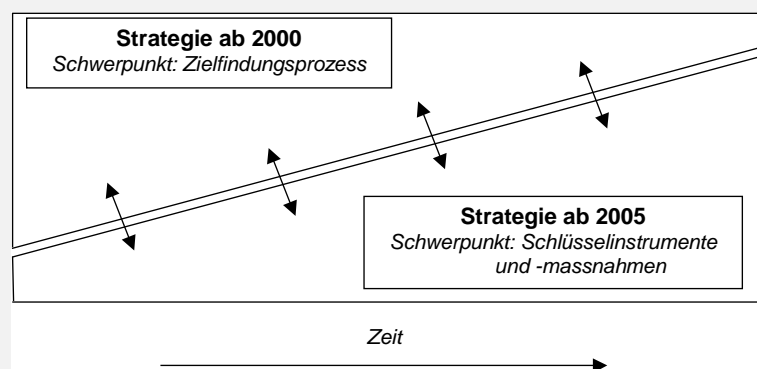 Strategie ab 2000
Schwerpunkt: Zielfindungsprozess
Strategie ab 2005
Schwerpunkt: Schlüsselinstrumente
und -massnahmen
Zeit